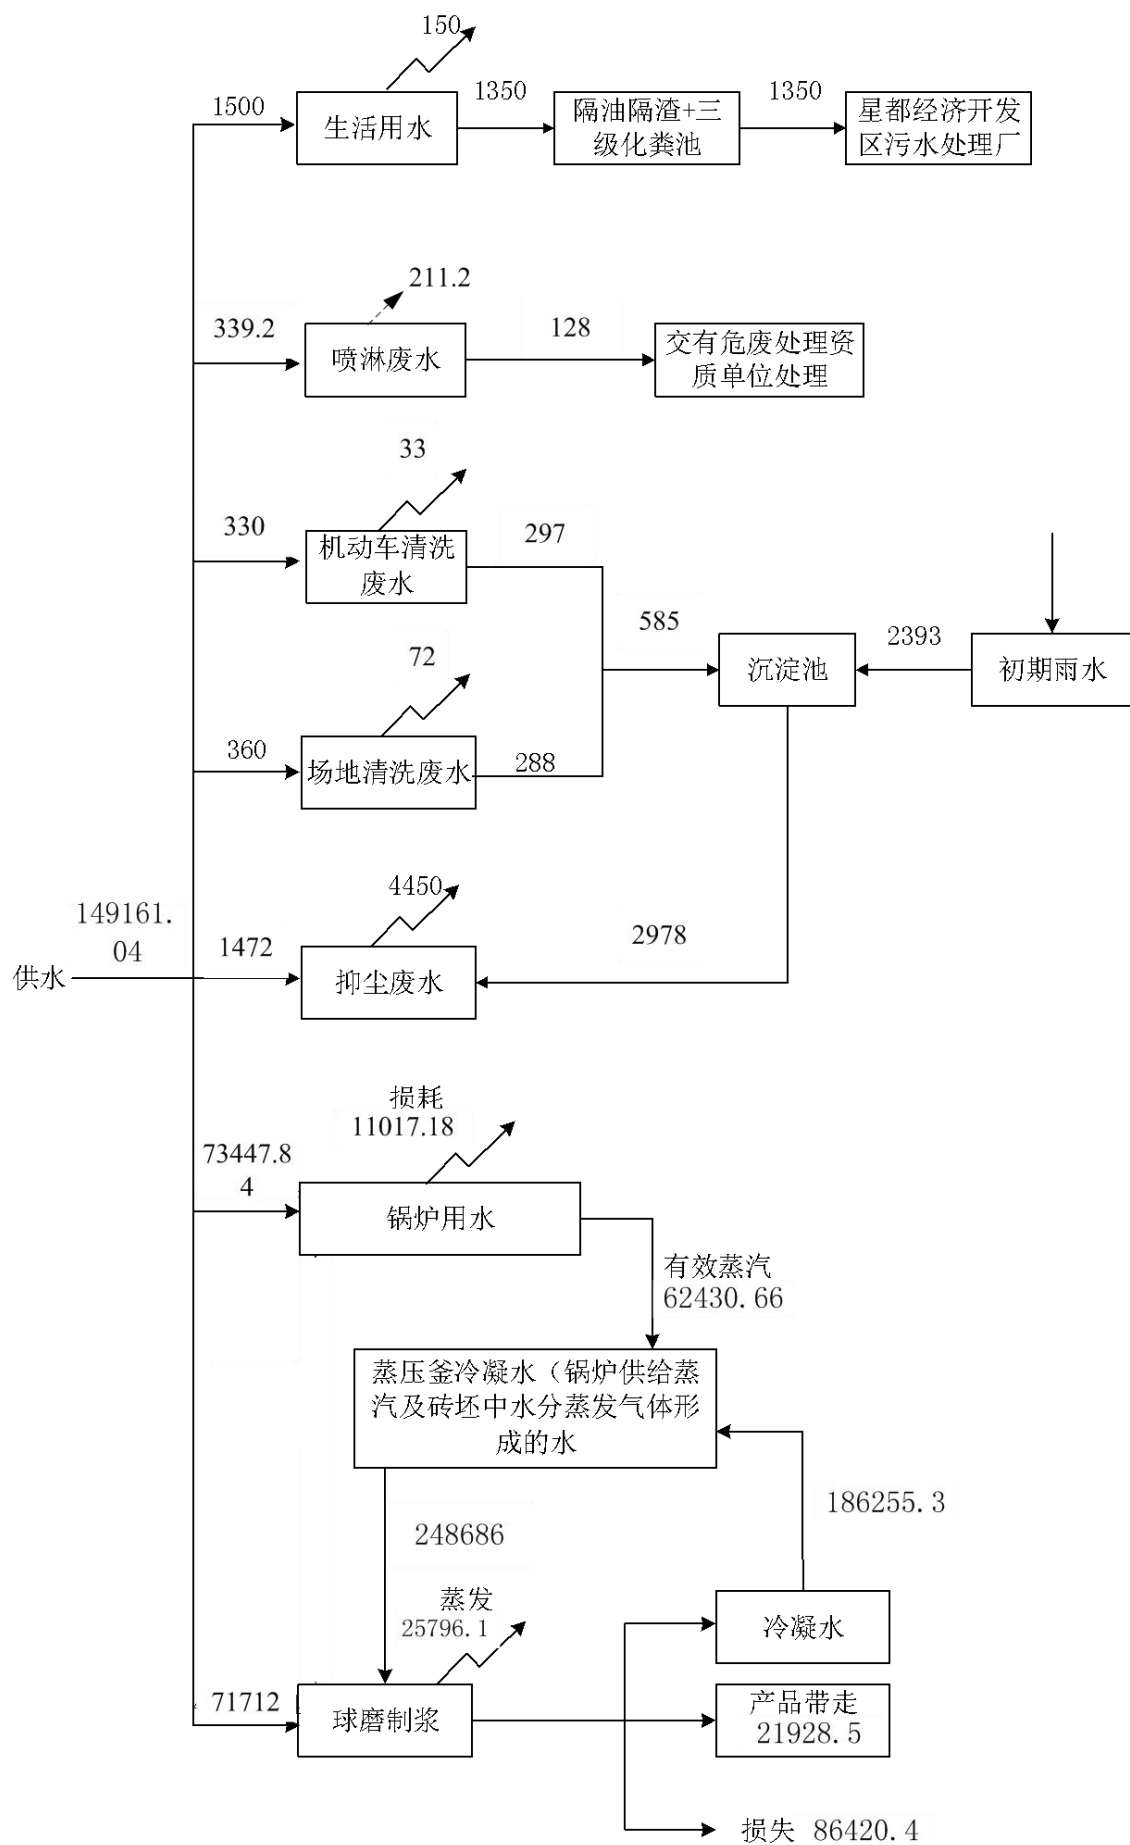 150
1500
生活用水
1350
隔油隔渣+三
级化粪池
1350
星都经济开发
区污水处理厂
211.2
339.2
喷淋废水
128
交有危废处理资
质单位处理
33
330
机动车清洗
废水
297
72
360
场地清洗废水
288
585
沉淀池
2393
初期雨水
4450
149161.
04
供水
1472
抑尘废水
2978
损耗
11017.18
73447.8
4
锅炉用水
有效蒸汽
62430.66
蒸压釜冷凝水（锅炉供给蒸
汽及砖坯中水分蒸发气体形
成的水
186255.3
248686
蒸发
25796.1
冷凝水
71712
球磨制浆
产品带走
21928.5
损失 86420.4